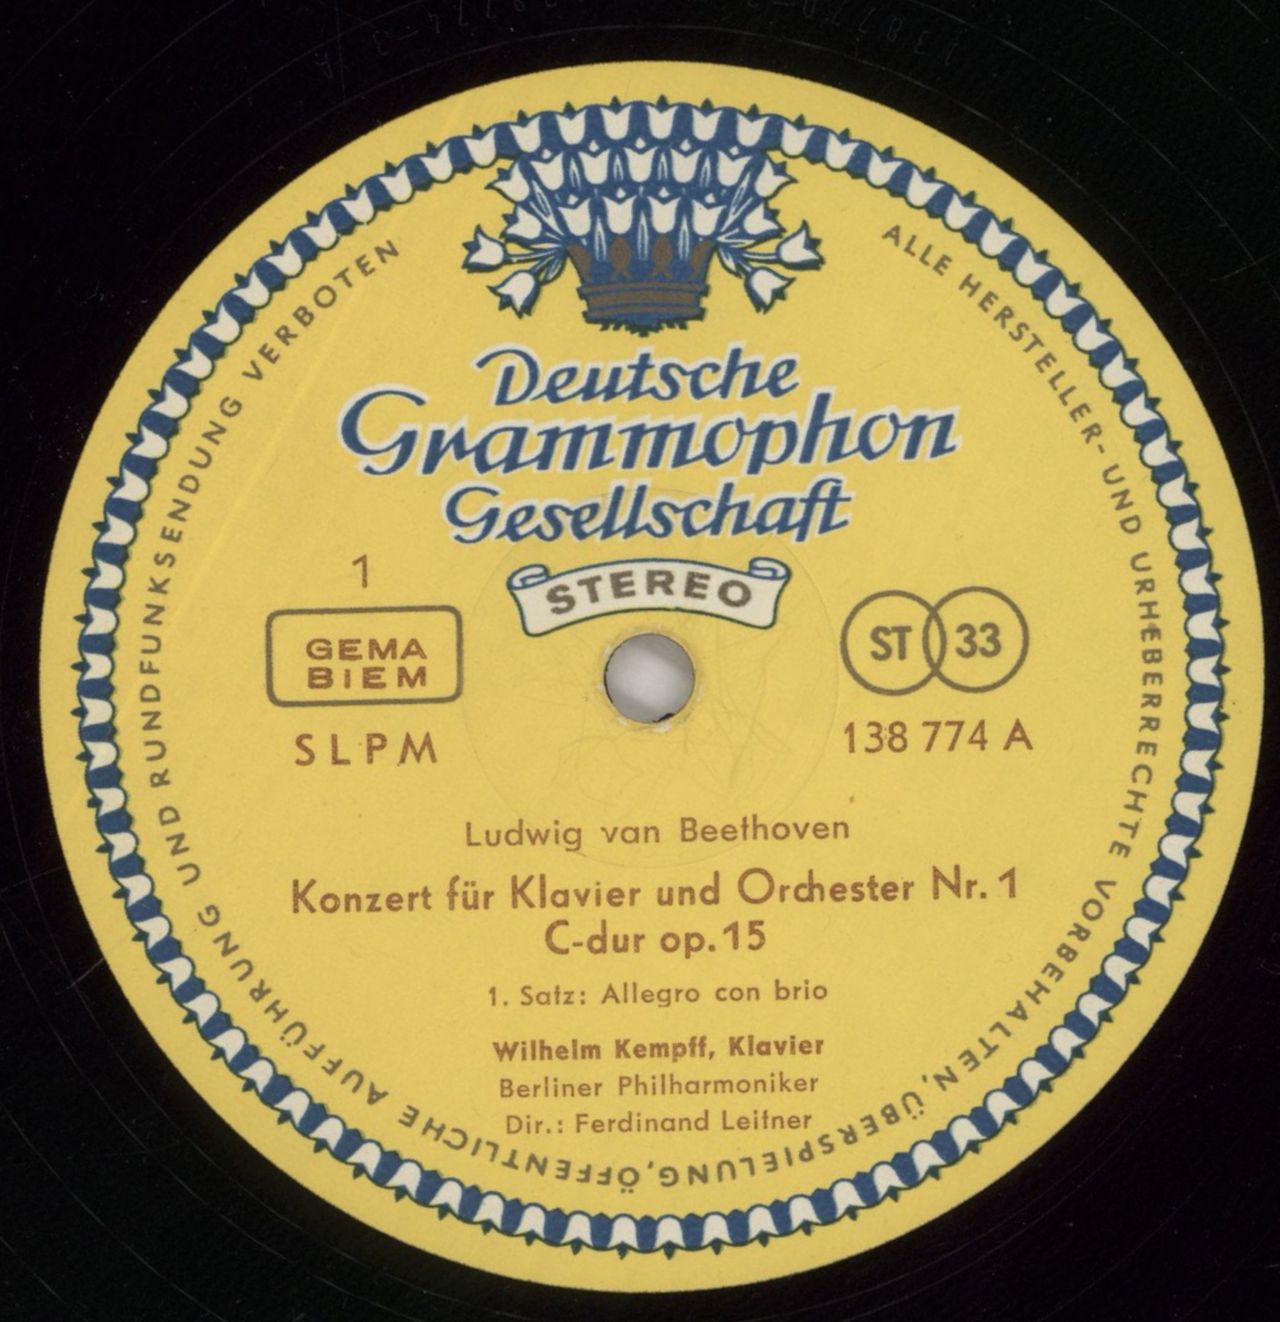 Deutsche
Grammophon
Gesellschaft
STEREO
1
GEMA
BIEM
SLPM
ST 33
138 774 A
Ludwig van Beethoven
Konzert für Klavier und Orchester Nr. 1
C-dur op. 15
1. Satz: Allegro con brio
Wilhelm Kempff, Klavier
Berliner Philharmoniker
Dir.: Ferdinand Leitner
ALLE HERSTELLER- UND URHEBERRECHTE VORBEHALTEN, ÜBERSPIELUNG, ÖFFENTLICHE AUFFÜHRUNG UND RUNDFUNKSENDUNG VERBOTEN